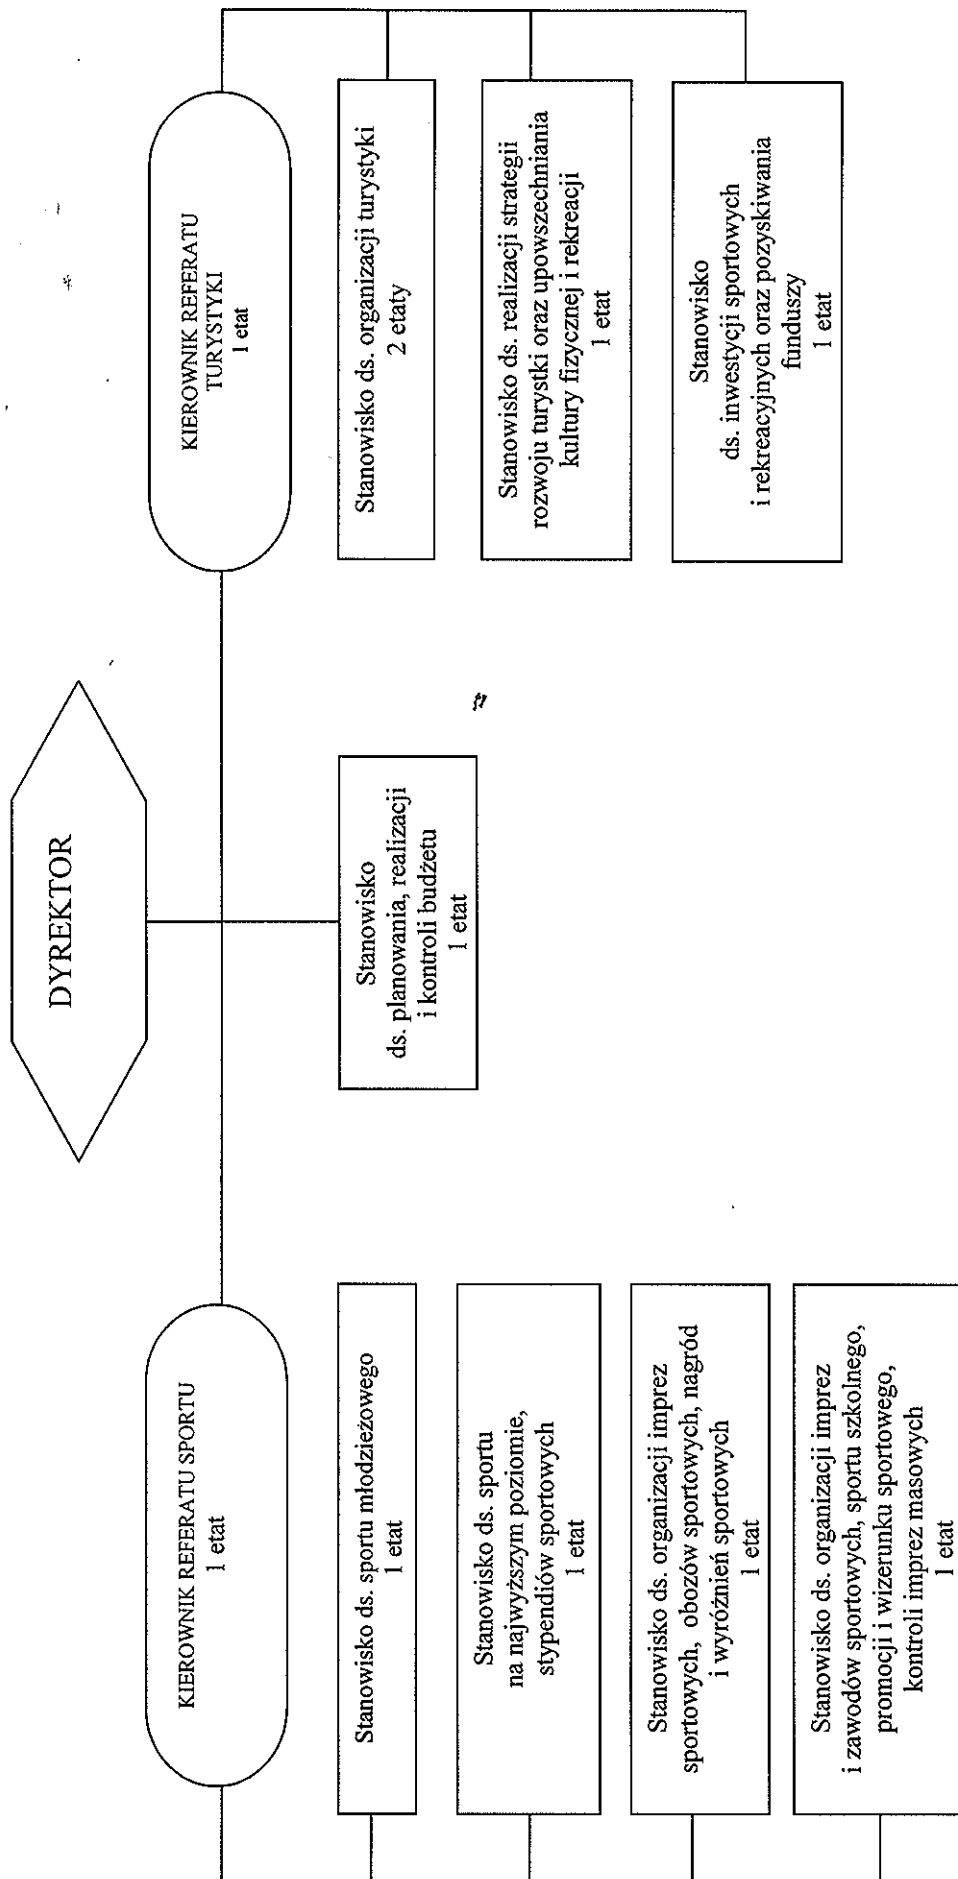 DYREKTOR
KIEROWNIK REFERATU SPORTU
1 etat
Stanowisko ds. sportu młodzieżowego
1 etat
Stanowisko ds. sportu
na najwyższym poziomie,
stypendiów sportowych
1 etat
Stanowisko ds. organizacji imprez
sportowych, obozów sportowych, nagród
i wyróżnień sportowych
1 etat
Stanowisko ds. organizacji imprez
i zawodów sportowych, sportu szkolnego,
promocji i wizerunku sportowego,
kontroli imprez masowych
1 etat
Stanowisko
ds. planowania, realizacji
i kontroli budżetu
1 etat
KIEROWNIK REFERATU
TURYSTYKI
1 etat
Stanowisko ds. organizacji turystyki
2 etaty
Stanowisko ds. realizacji strategii
rozwoju turystki oraz upowszechniania
kultury fizycznej i rekreacji
1 etat
Stanowisko
ds. inwestycji sportowych
i rekreacyjnych oraz pozyskiwania
funduszy
1 etat